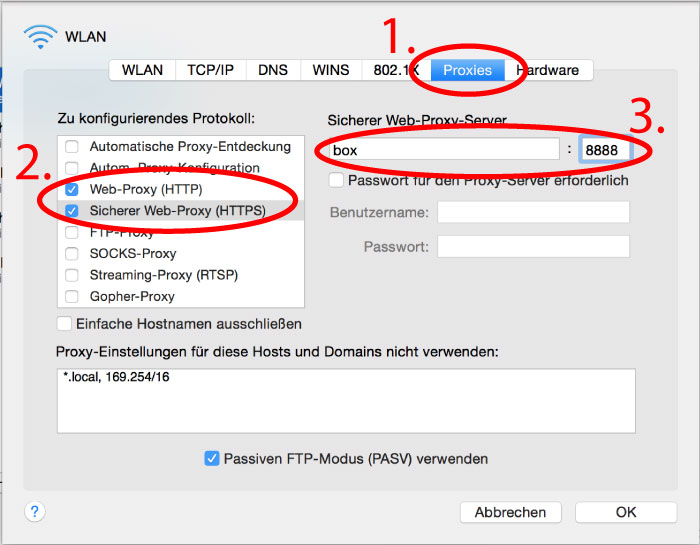 WLAN
1.
WLAN TCP/IP DNS WINS 802.1X Proxies Hardware
Zu konfigurierendes Protokoll:
2.
Automatische Proxy-Entdeckung
Autom. Proxy-Konfiguration
Web-Proxy (HTTP)
Sicherer Web-Proxy (HTTPS)
FTP-Proxy
SOCKS-Proxy
Streaming-Proxy (RTSP)
Gopher-Proxy
Einfache Hostnamen ausschließen
Sicherer Web-Proxy-Server
3.
box : 8888
Passwort für den Proxy-Server erforderlich
Benutzername:
Passwort:
Proxy-Einstellungen für diese Hosts und Domains nicht verwenden:
*.local, 169.254/16
Passiven FTP-Modus (PASV) verwenden
?
Abbrechen OK